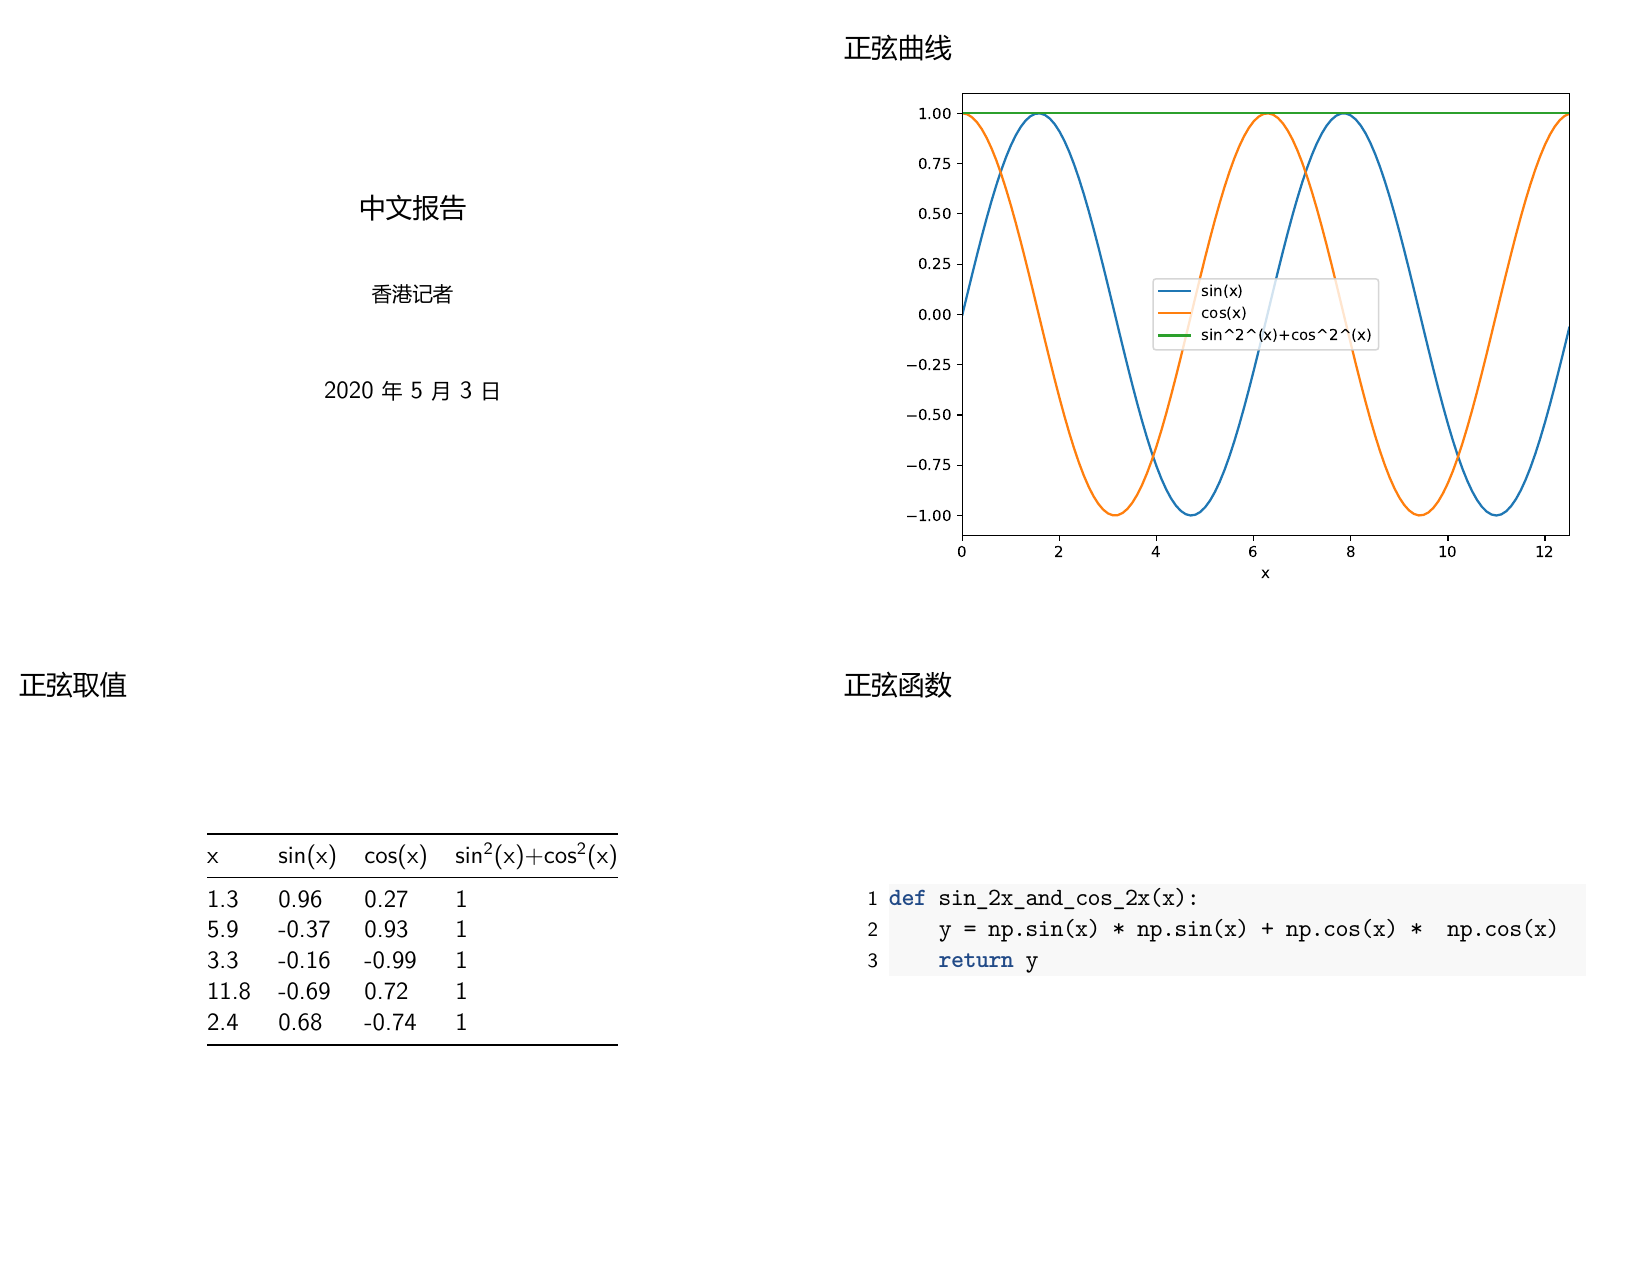 中文报告
香港记者
2020 年 5 月 3 日
正弦曲线
1.00
0.75
0.50
0.25
0.00
−0.25
−0.50
−0.75
−1.00
sin(x)
cos(x)
sin^2^(x)+cos^2^(x)
0 2 4 6 8 10 12
x
正弦取值
x sin(x) cos(x) sin²(x)+cos²(x)
1.3 0.96 0.27 1
5.9 -0.37 0.93 1
3.3 -0.16 -0.99 1
11.8 -0.69 0.72 1
2.4 0.68 -0.74 1
正弦函数
1 def sin_2x_and_cos_2x(x):
2     y = np.sin(x) * np.sin(x) + np.cos(x) *  np.cos(x)
3     return y